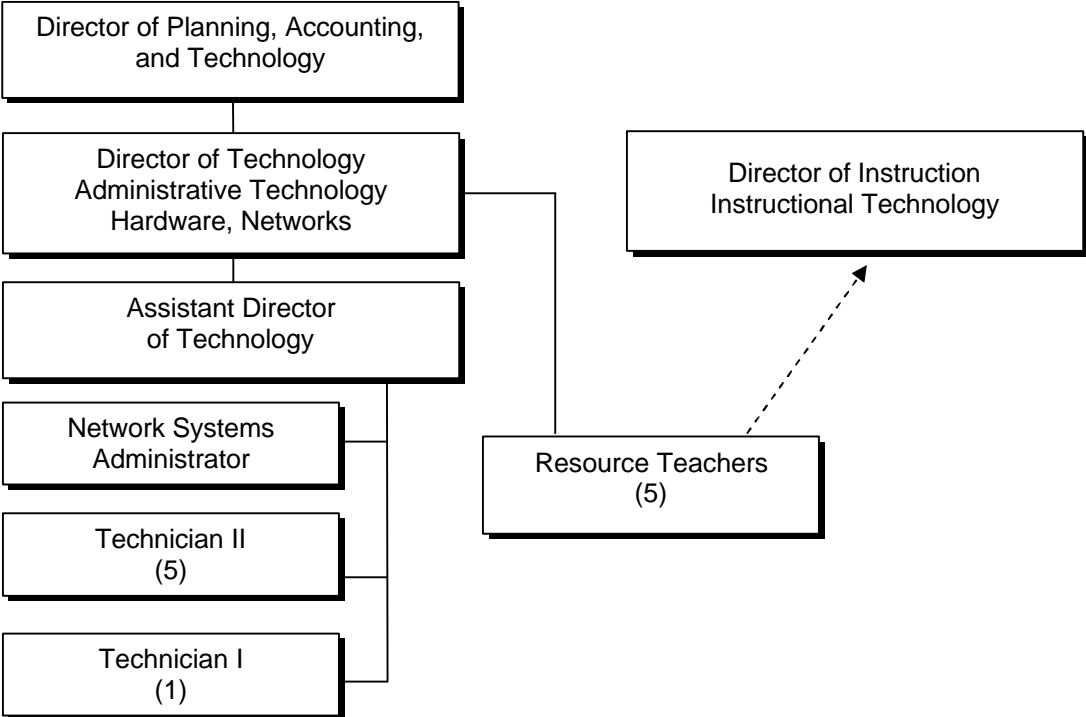 Director of Planning, Accounting,
and Technology
Director of Technology
Administrative Technology
Hardware, Networks
Director of Instruction
Instructional Technology
Assistant Director
of Technology
Network Systems
Administrator
Resource Teachers
(5)
Technician II
(5)
Technician I
(1)